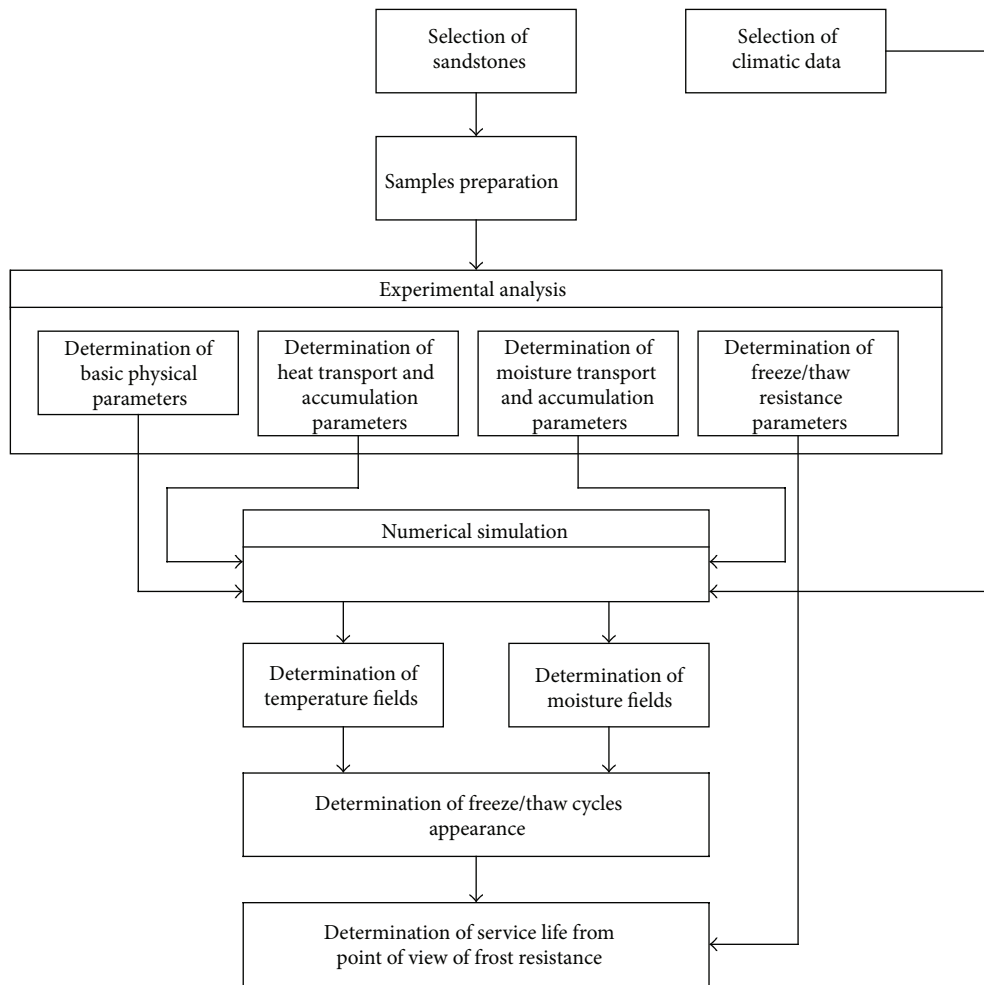 Selection of
sandstones
Selection of
climatic data
Samples preparation
Experimental analysis
Determination of
basic physical
parameters
Determination of
heat transport and
accumulation
parameters
Determination of
moisture transport
and accumulation
parameters
Determination of
freeze/thaw
resistance
parameters
Numerical simulation
Determination of
temperature fields
Determination of
moisture fields
Determination of freeze/thaw cycles
appearance
Determination of service life from
point of view of frost resistance